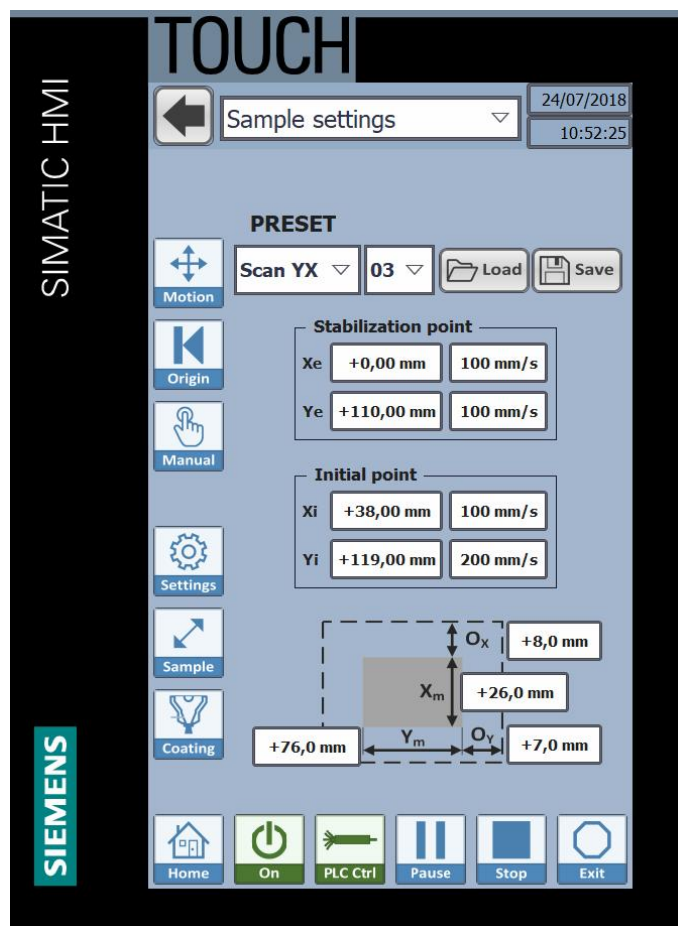 TOUCH
SIMATIC HMI
Sample settings
24/07/2018
10:52:25
PRESET
Scan YX
03
Load
Save
Motion
Stabilization point
Xe +0,00 mm 100 mm/s
Origin
Ye +110,00 mm 100 mm/s
Manual
Initial point
Xi +38,00 mm 100 mm/s
Yi +119,00 mm 200 mm/s
Settings
OX +8,0 mm
Sample
Xm +26,0 mm
Coating
+76,0 mm Ym OY +7,0 mm
SIEMENS
Home
On
PLC Ctrl
Pause
Stop
Exit